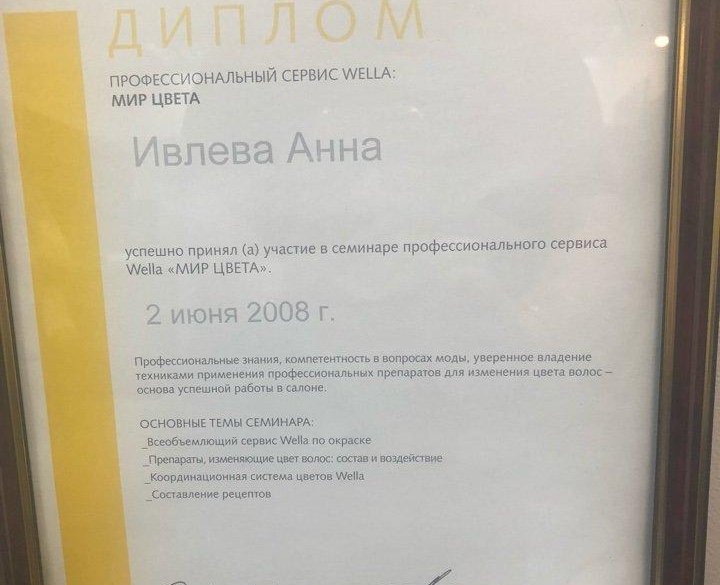 ДИПЛОМ
ПРОФЕССИОНАЛЬНЫЙ СЕРВИС WELLA:
МИР ЦВЕТА
Ивлева Анна
успешно принял (а) участие в семинаре профессионального сервиса
Wella «МИР ЦВЕТА».
2 июня 2008 г.
Профессиональные знания, компетентность в вопросах моды, уверенное владение
техниками применения профессиональных препаратов для изменения цвета волос –
основа успешной работы в салоне.
ОСНОВНЫЕ ТЕМЫ СЕМИНАРА:
_Всеобъемлющий сервис Wella по окраске
_Препараты, изменяющие цвет волос: состав и воздействие
_Координационная система цветов Wella
_Составление рецептов